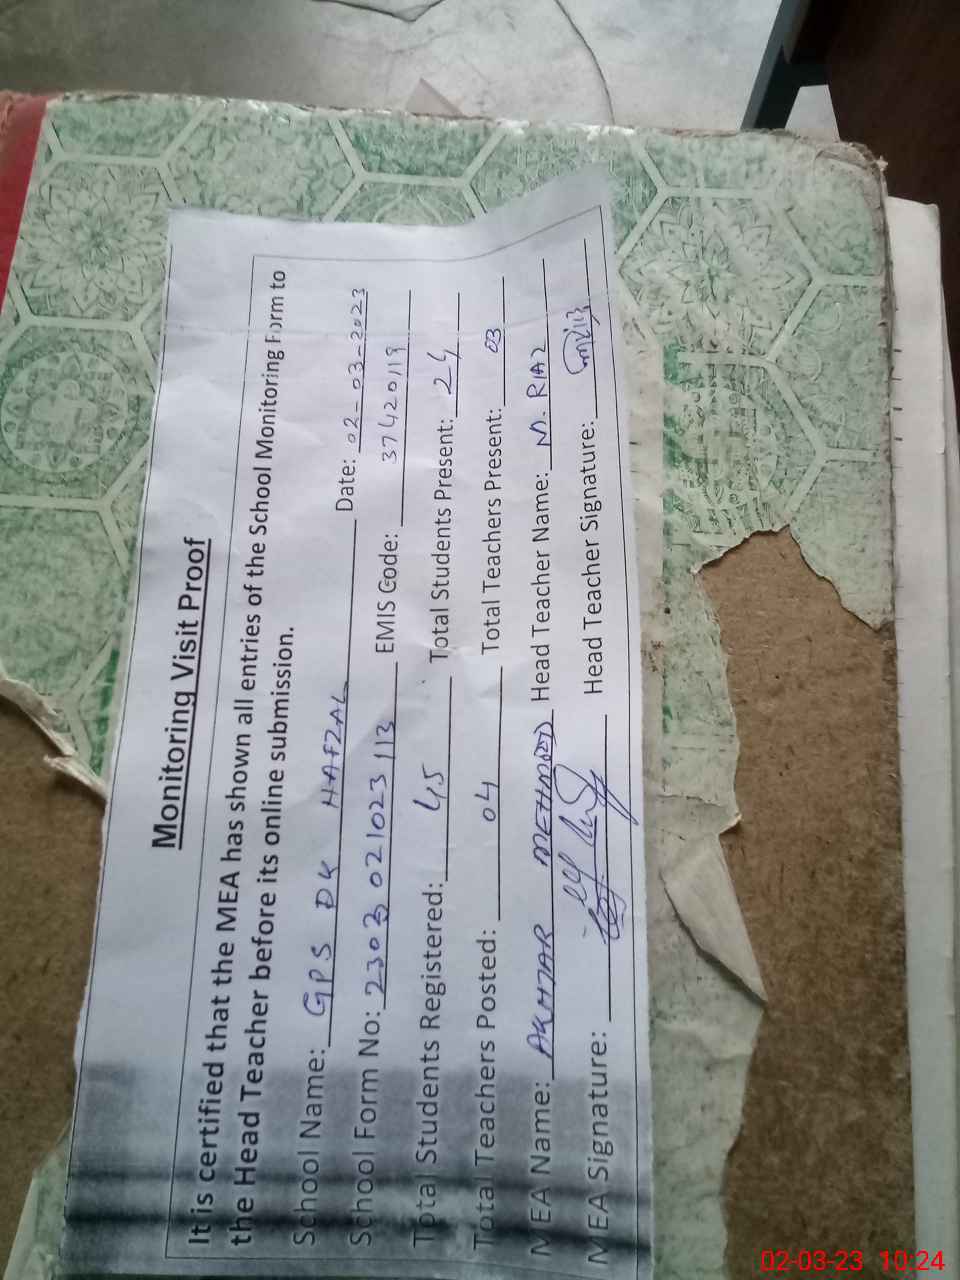 Monitoring Visit Proof
It is certified that the MEA has shown all entries of the School Monitoring Form to
the Head Teacher before its online submission.
School Name: GPS DK HAFZAL Date: 02-03-2023
School Form No: 2303021023113 EMIS Code: 37420119
Total Students Registered: 45 Total Students Present: 24
Total Teachers Posted: 04 Total Teachers Present: 03
MEA Name: AKHTAR MEHMOOD Head Teacher Name: M. RIAZ
MEA Signature: Head Teacher Signature:
02-03-23 10:24